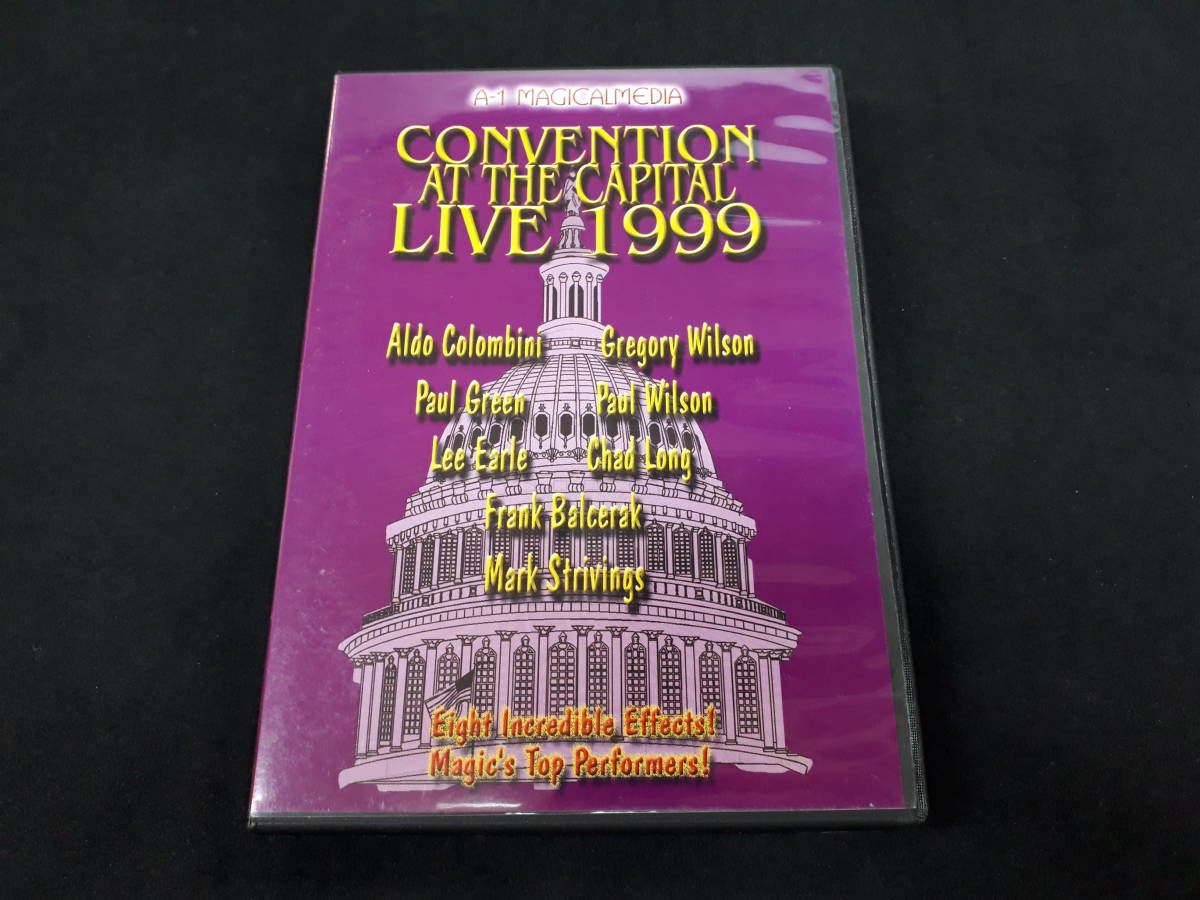 A-1 MAGICALMEDIA
CONVENTION
AT THE CAPITAL
LIVE 1999
Aldo Colombini Gregory Wilson
Paul Green Paul Wilson
Lee Earle Chad Long
Frank Balcerak
Mark Strivings
Eight Incredible Effects!
Magic's Top Performers!